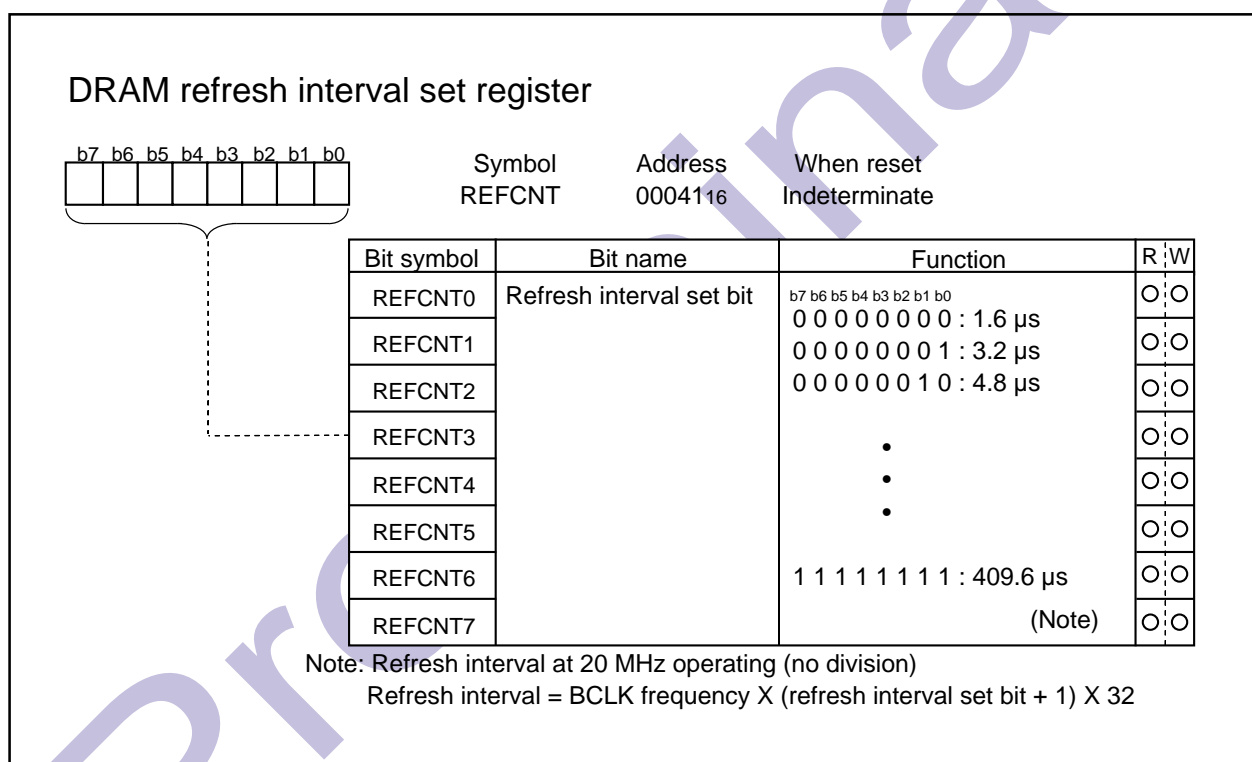 DRAM refresh interval set register
b7 b6 b5 b4 b3 b2 b1 b0
Symbol Address When reset
REFCNT 00041₁₆ Indeterminate
Bit symbol Bit name Function R W
REFCNT0 Refresh interval set bit b7 b6 b5 b4 b3 b2 b1 b0
0 0 0 0 0 0 0 0 : 1.6 µs
REFCNT1
0 0 0 0 0 0 0 1 : 3.2 µs
REFCNT2 0 0 0 0 0 0 1 0 : 4.8 µs
REFCNT3
REFCNT4
REFCNT5
REFCNT6 1 1 1 1 1 1 1 1 : 409.6 µs
REFCNT7 (Note)
Note: Refresh interval at 20 MHz operating (no division)
Refresh interval = BCLK frequency X (refresh interval set bit + 1) X 32